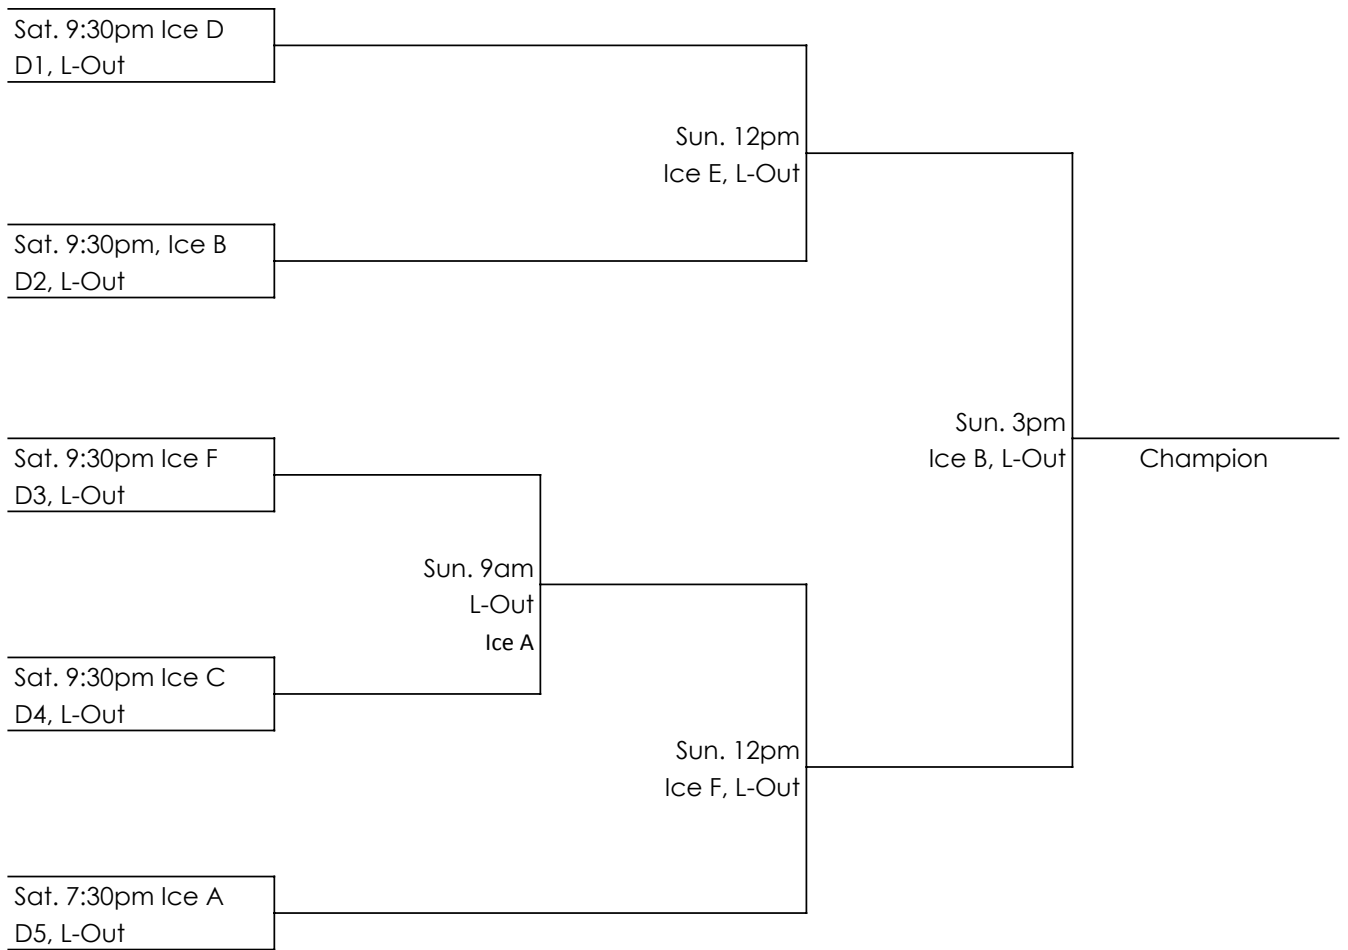 Sat. 9:30pm Ice D
D1, L-Out
Sun. 12pm
Ice E, L-Out
Sat. 9:30pm, Ice B
D2, L-Out
Sun. 3pm
Ice B, L-Out
Champion
Sat. 9:30pm Ice F
D3, L-Out
Sun. 9am
L-Out
Ice A
Sat. 9:30pm Ice C
D4, L-Out
Sun. 12pm
Ice F, L-Out
Sat. 7:30pm Ice A
D5, L-Out